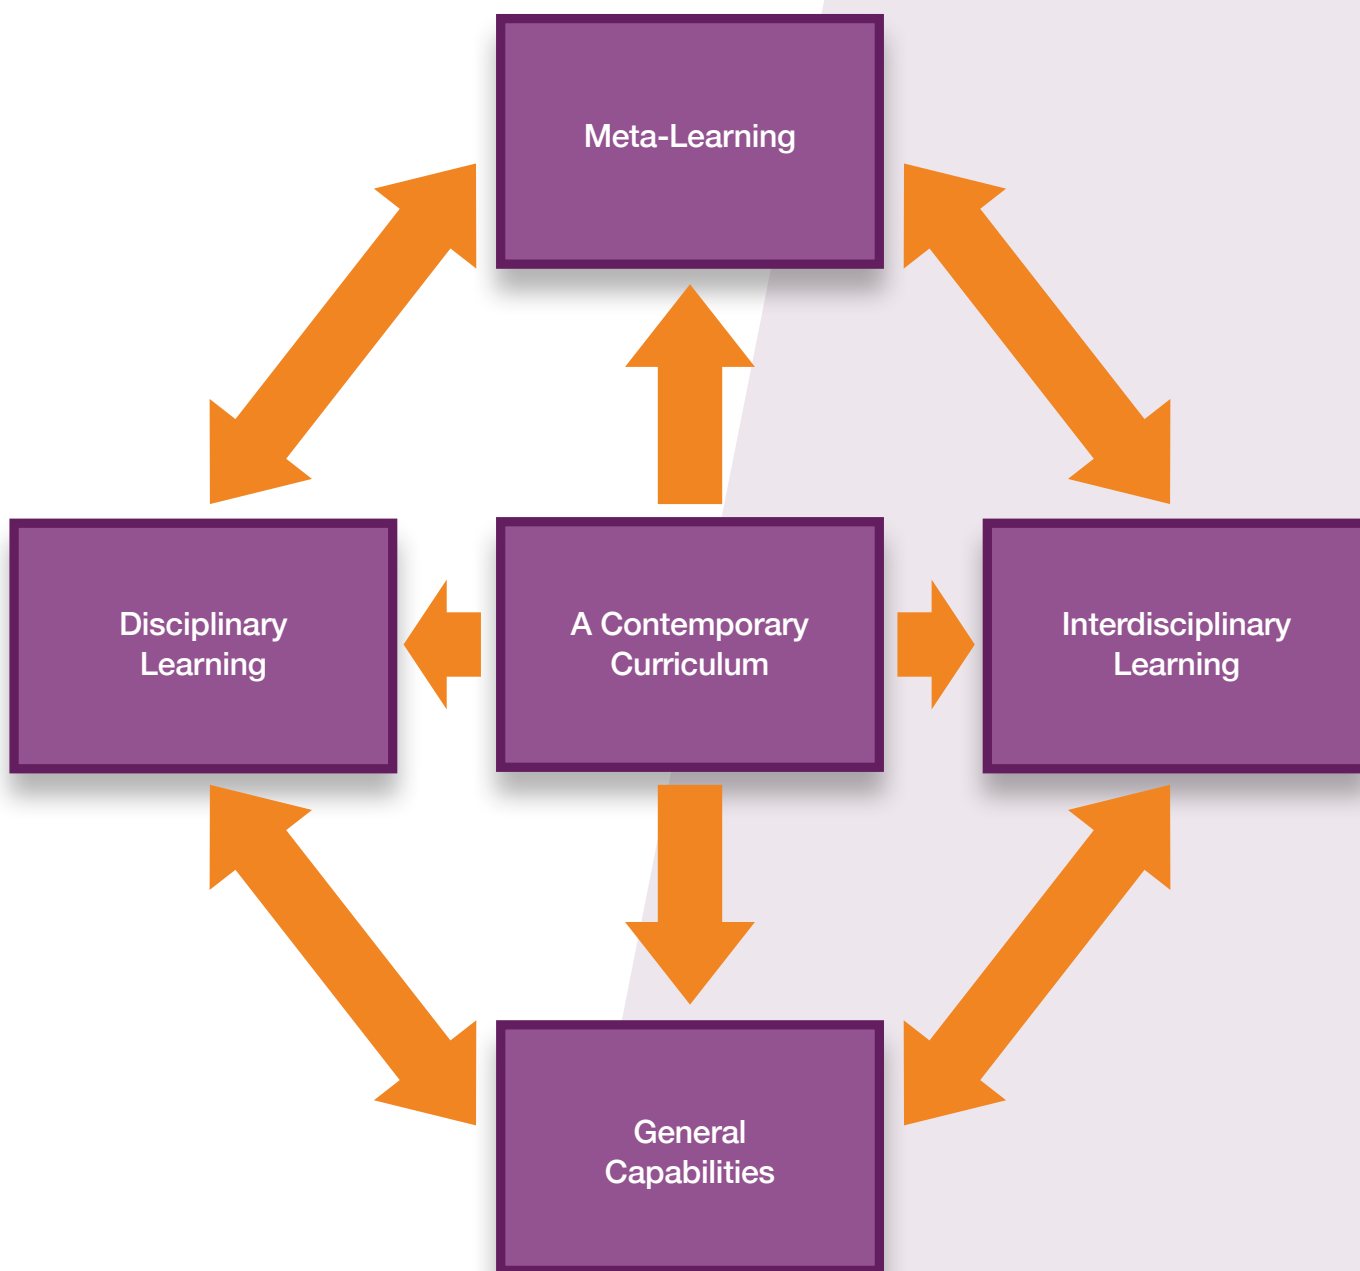 Meta-Learning
Disciplinary
Learning
A Contemporary
Curriculum
Interdisciplinary
Learning
General
Capabilities